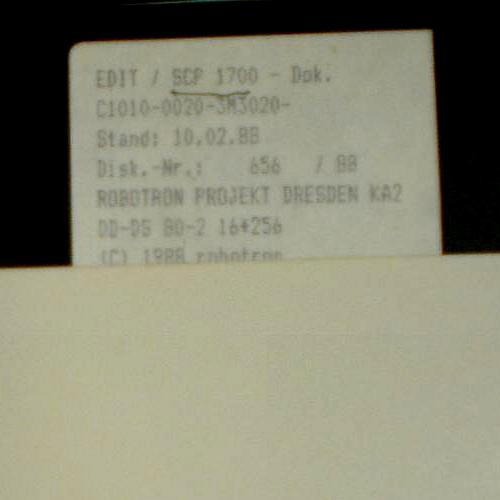 EDIT / SCP 1700 - Dok.
C1010-0020-3M3020-
Stand: 10.02.88
Disk.-Nr.: 656 / 88
ROBOTRON PROJEKT DRESDEN KA2
DD-DS 80-2 16*256
(C) 1988 robotron